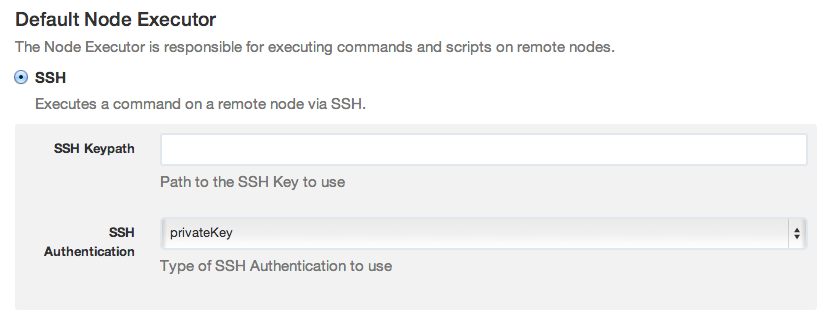 Default Node Executor
The Node Executor is responsible for executing commands and scripts on remote nodes.
SSH
Executes a command on a remote node via SSH.
SSH Keypath
Path to the SSH Key to use
SSH
Authentication
privateKey
Type of SSH Authentication to use